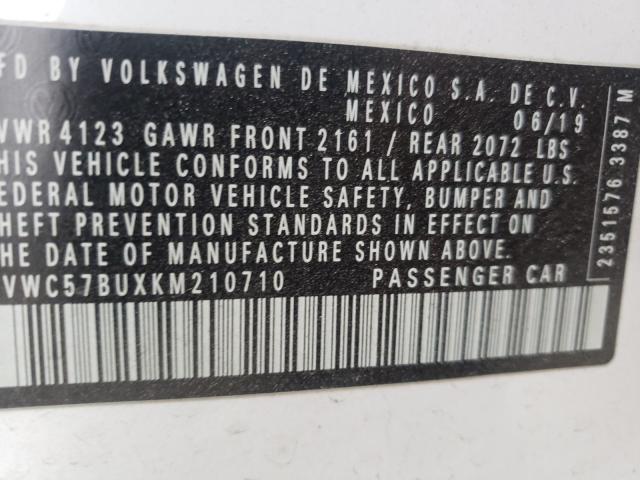 FD BY VOLKSWAGEN DE MEXICO S.A. DE C.V.
MEXICO 06/19
VWR 4123 GAWR FRONT 2161 / REAR 2072 LBS
HIS VEHICLE CONFORMS TO ALL APPLICABLE U.S.
EDERAL MOTOR VEHICLE SAFETY, BUMPER AND
HEFT PREVENTION STANDARDS IN EFFECT ON
HE DATE OF MANUFACTURE SHOWN ABOVE.
VWC57BUXKM210710 PASSENGER CAR
2351576 3387 M